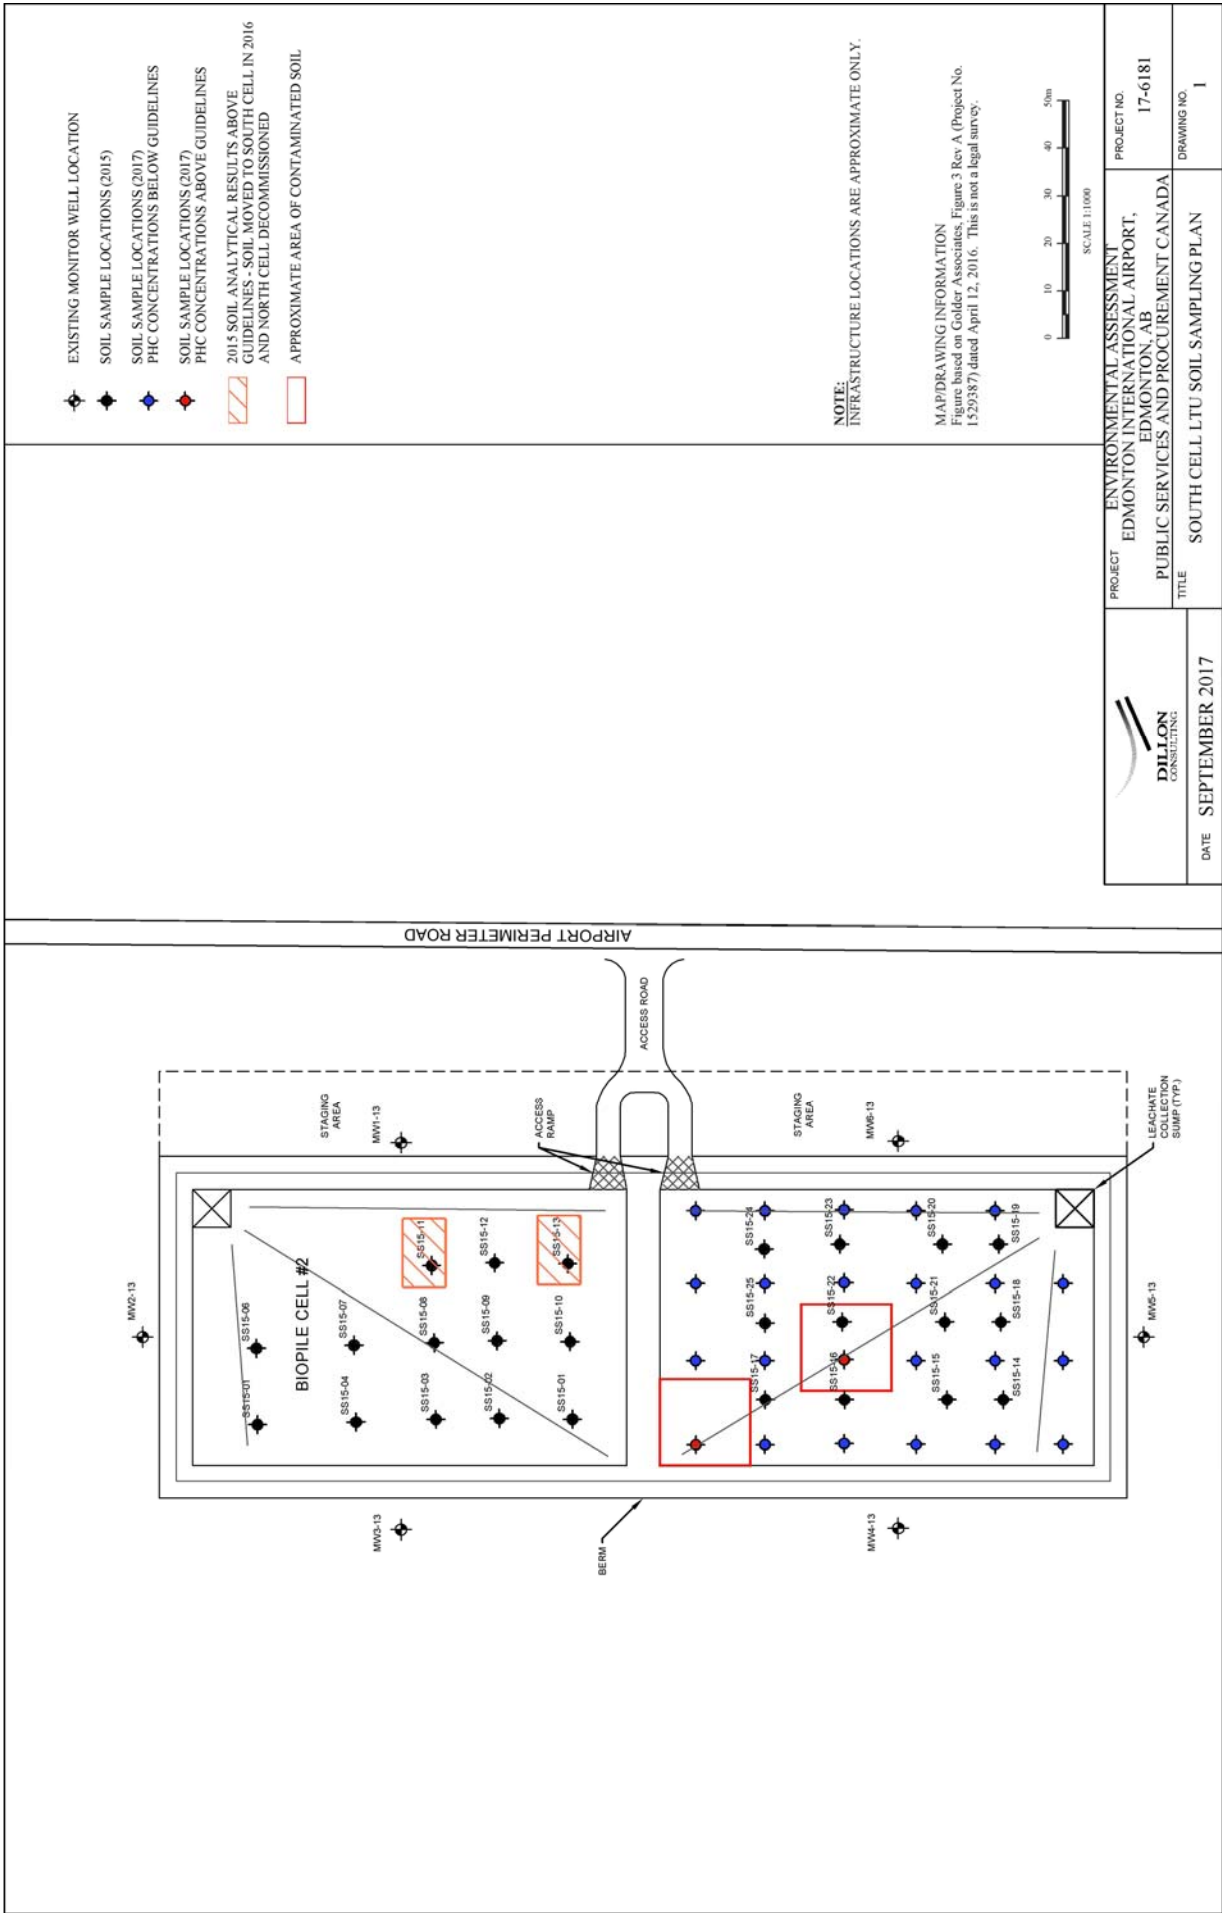 EXISTING MONITOR WELL LOCATION
SOIL SAMPLE LOCATIONS (2015)
SOIL SAMPLE LOCATIONS (2017)
PHC CONCENTRATIONS BELOW GUIDELINES
SOIL SAMPLE LOCATIONS (2017)
PHC CONCENTRATIONS ABOVE GUIDELINES
2015 SOIL ANALYTICAL RESULTS ABOVE
GUIDELINES - SOIL MOVED TO SOUTH CELL IN 2016
AND NORTH CELL DECOMMISSIONED
APPROXIMATE AREA OF CONTAMINATED SOIL
NOTE:
INFRASTRUCTURE LOCATIONS ARE APPROXIMATE ONLY.
MAP/DRAWING INFORMATION
Figure based on Golder Associates, Figure 3 Rev A (Project No.
1529387) dated April 12, 2016. This is not a legal survey.
0 10 20 30 40 50m
SCALE 1:1000
AIRPORT PERIMETER ROAD
ACCESS ROAD
STAGING
AREA
MW1-13
ACCESS
RAMP
STAGING
AREA
MW6-13
LEACHATE
COLLECTION
SUMP (TYP.)
MW2-13
BIOPILE CELL #2
SS15-11
SS15-12
SS15-13
SS15-06
SS15-07
SS15-08
SS15-09
SS15-10
SS15-01
SS15-04
SS15-03
SS15-02
SS15-01
SS15-24
SS15-23
SS15-20
SS15-19
SS15-25
SS15-22
SS15-21
SS15-18
SS15-17
SS15-16
SS15-15
SS15-14
MW5-13
MW3-13
BERM
MW4-13
DILLON
CONSULTING
DATE SEPTEMBER 2017
PROJECT ENVIRONMENTAL ASSESSMENT
EDMONTON INTERNATIONAL AIRPORT,
EDMONTON, AB
PUBLIC SERVICES AND PROCUREMENT CANADA
TITLE
SOUTH CELL LTU SOIL SAMPLING PLAN
PROJECT NO.
17-6181
DRAWING NO.
1